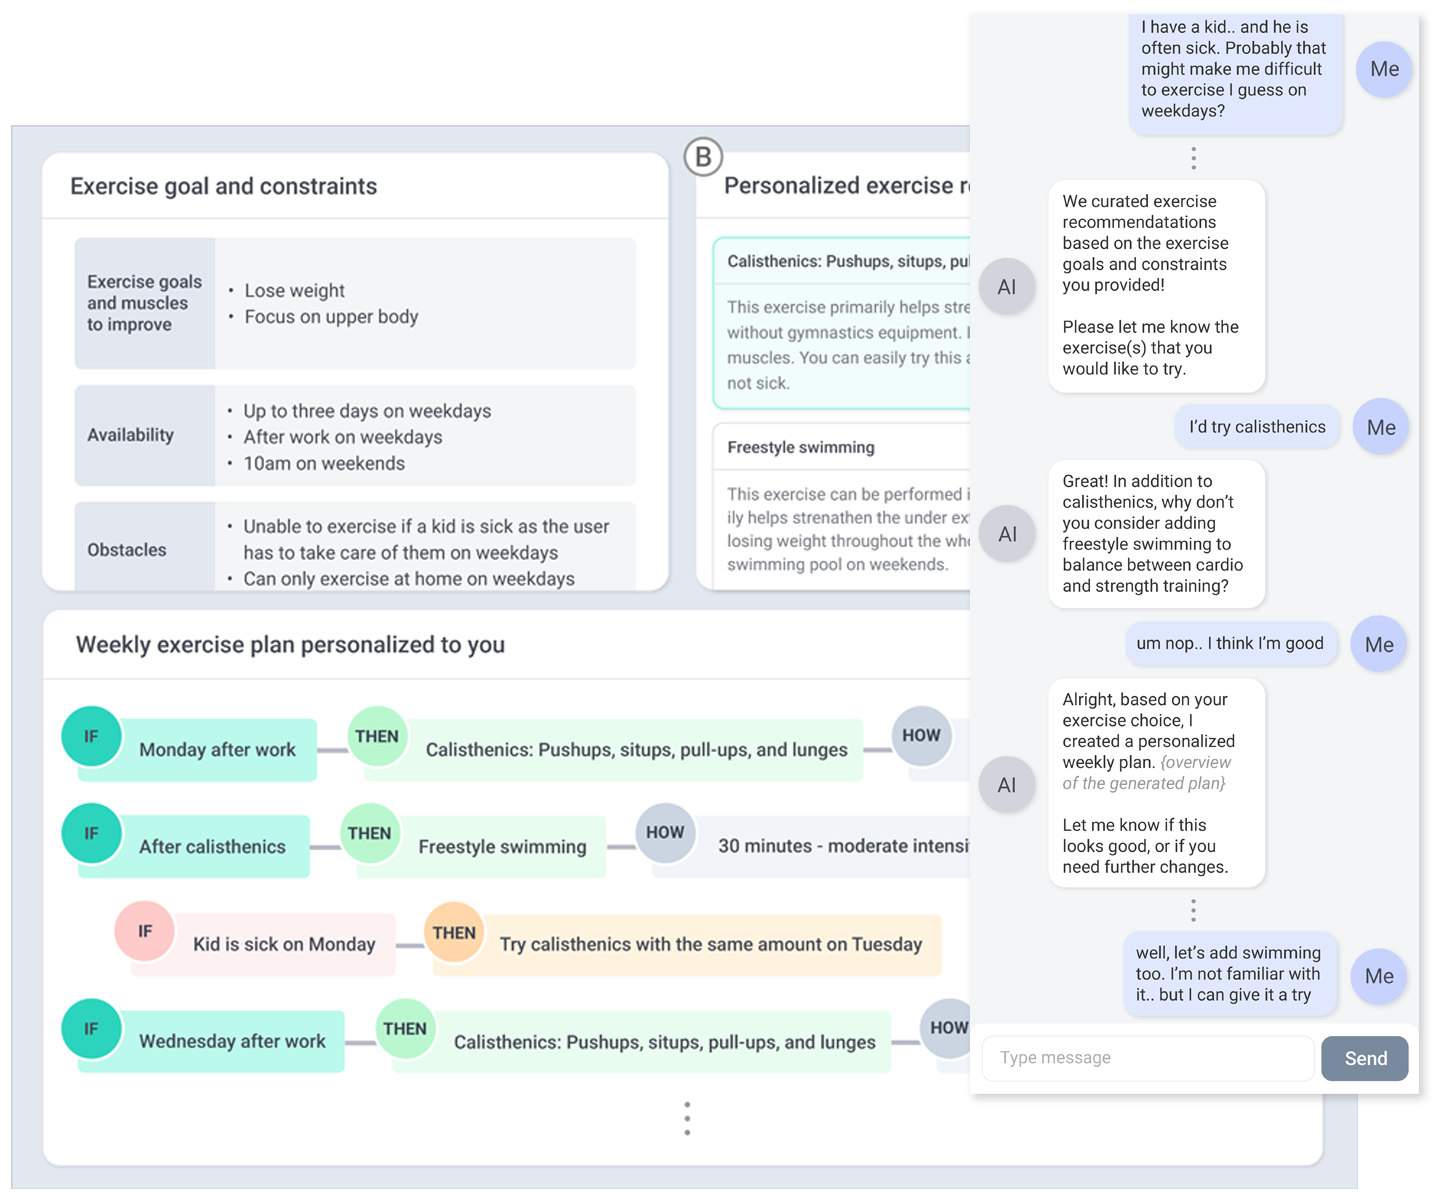 Exercise goal and constraints
Exercise goals
and muscles
to improve
• Lose weight
• Focus on upper body
Availability
• Up to three days on weekdays
• After work on weekdays
• 10am on weekends
Obstacles
• Unable to exercise if a kid is sick as the user
has to take care of them on weekdays
• Can only exercise at home on weekdays
B
Personalized exercise
Calisthenics: Pushups, situps,
This exercise primarily helps
without gymnastics equipment.
muscles. You can easily try this
not sick.
Freestyle swimming
This exercise can be performed
ily helps strenathen the under
losing weight throughout the
swimming pool on weekends.
Weekly exercise plan personalized to you
IF Monday after work THEN Calisthenics: Pushups, situps, pull-ups, and lunges HOW
IF After calisthenics THEN Freestyle swimming HOW 30 minutes - moderate
IF Kid is sick on Monday THEN Try calisthenics with the same amount on Tuesday
IF Wednesday after work THEN Calisthenics: Pushups, situps, pull-ups, and lunges HOW
I have a kid.. and he is
often sick. Probably that
might make me difficult
to exercise I guess on
weekdays?
Me
We curated exercise
recommendatations
based on the exercise
goals and constraints
you provided!
Please let me know the
exercise(s) that you
would like to try.
AI
I'd try calisthenics
Me
Great! In addition to
calisthenics, why don't
you consider adding
freestyle swimming to
balance between cardio
and strength training?
AI
um nop.. I think I'm good
Me
Alright, based on your
exercise choice, I
created a personalized
weekly plan. {overview
of the generated plan}
Let me know if this
looks good, or if you
need further changes.
AI
well, let's add swimming
too. I'm not familiar with
it.. but I can give it a try
Me
Type message
Send